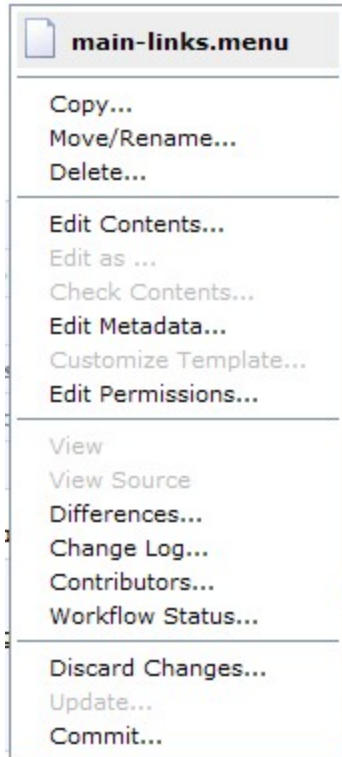 main-links.menu
Copy...
Move/Rename...
Delete...
Edit Contents...
Edit as ...
Check Contents...
Edit Metadata...
Customize Template...
Edit Permissions...
View
View Source
Differences...
Change Log...
Contributors...
Workflow Status...
Discard Changes...
Update...
Commit...